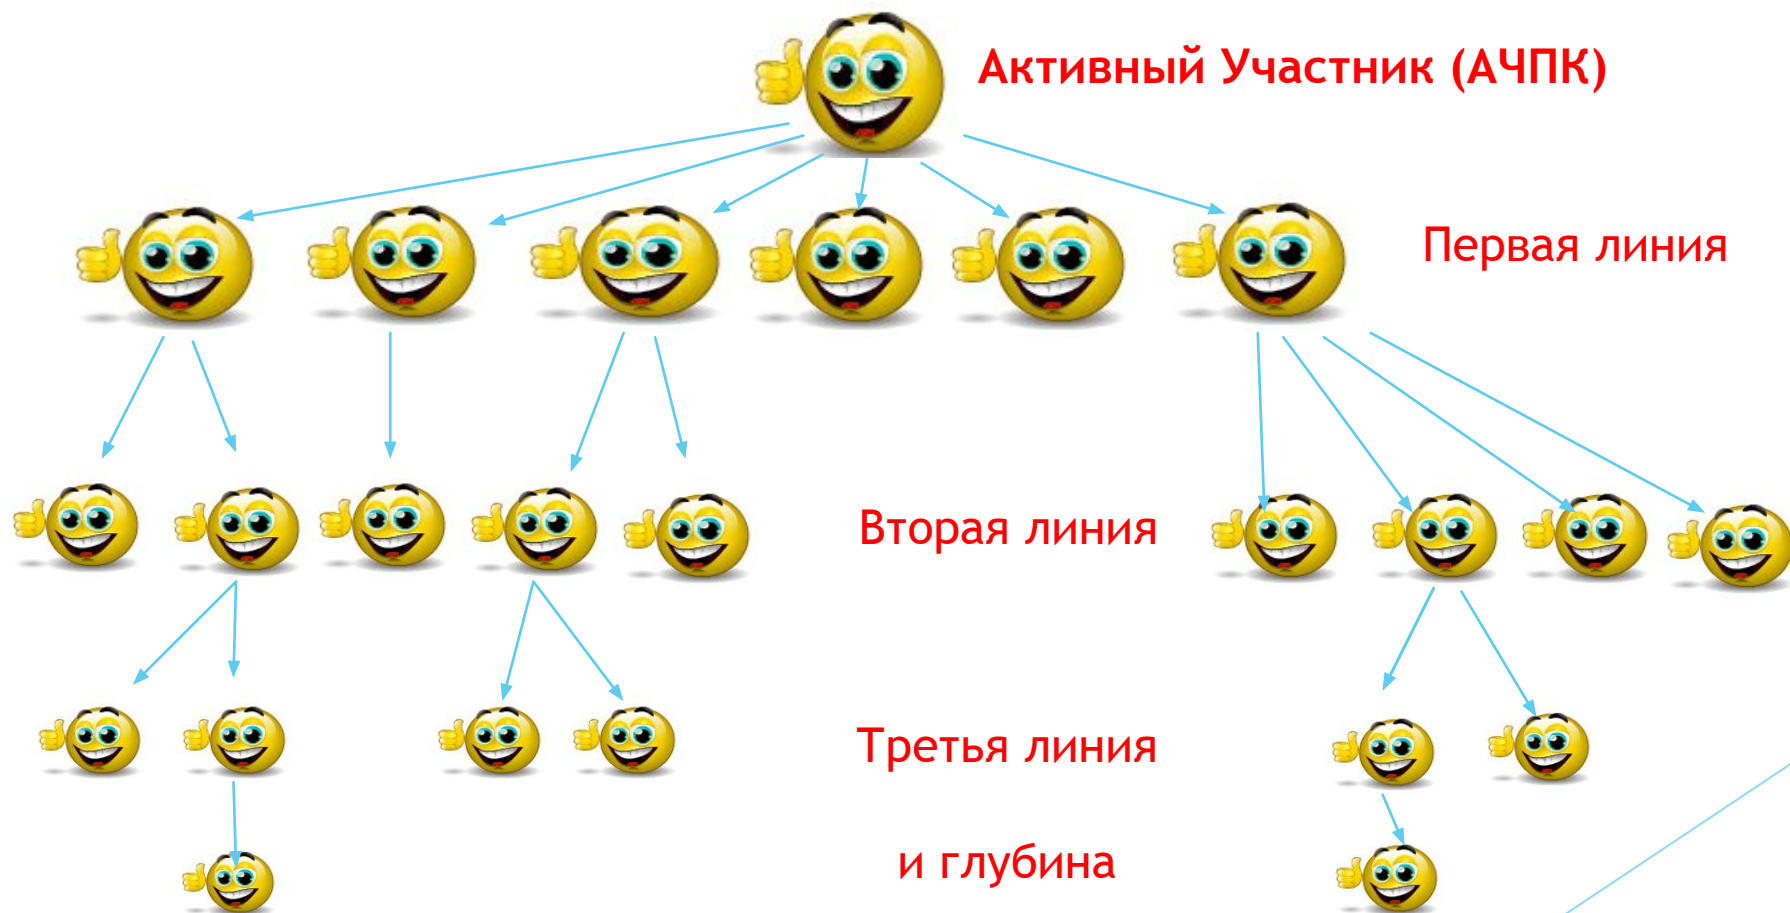 Активный Участник (АЧПК)
Первая линия
Вторая линия
Третья линия
и глубина